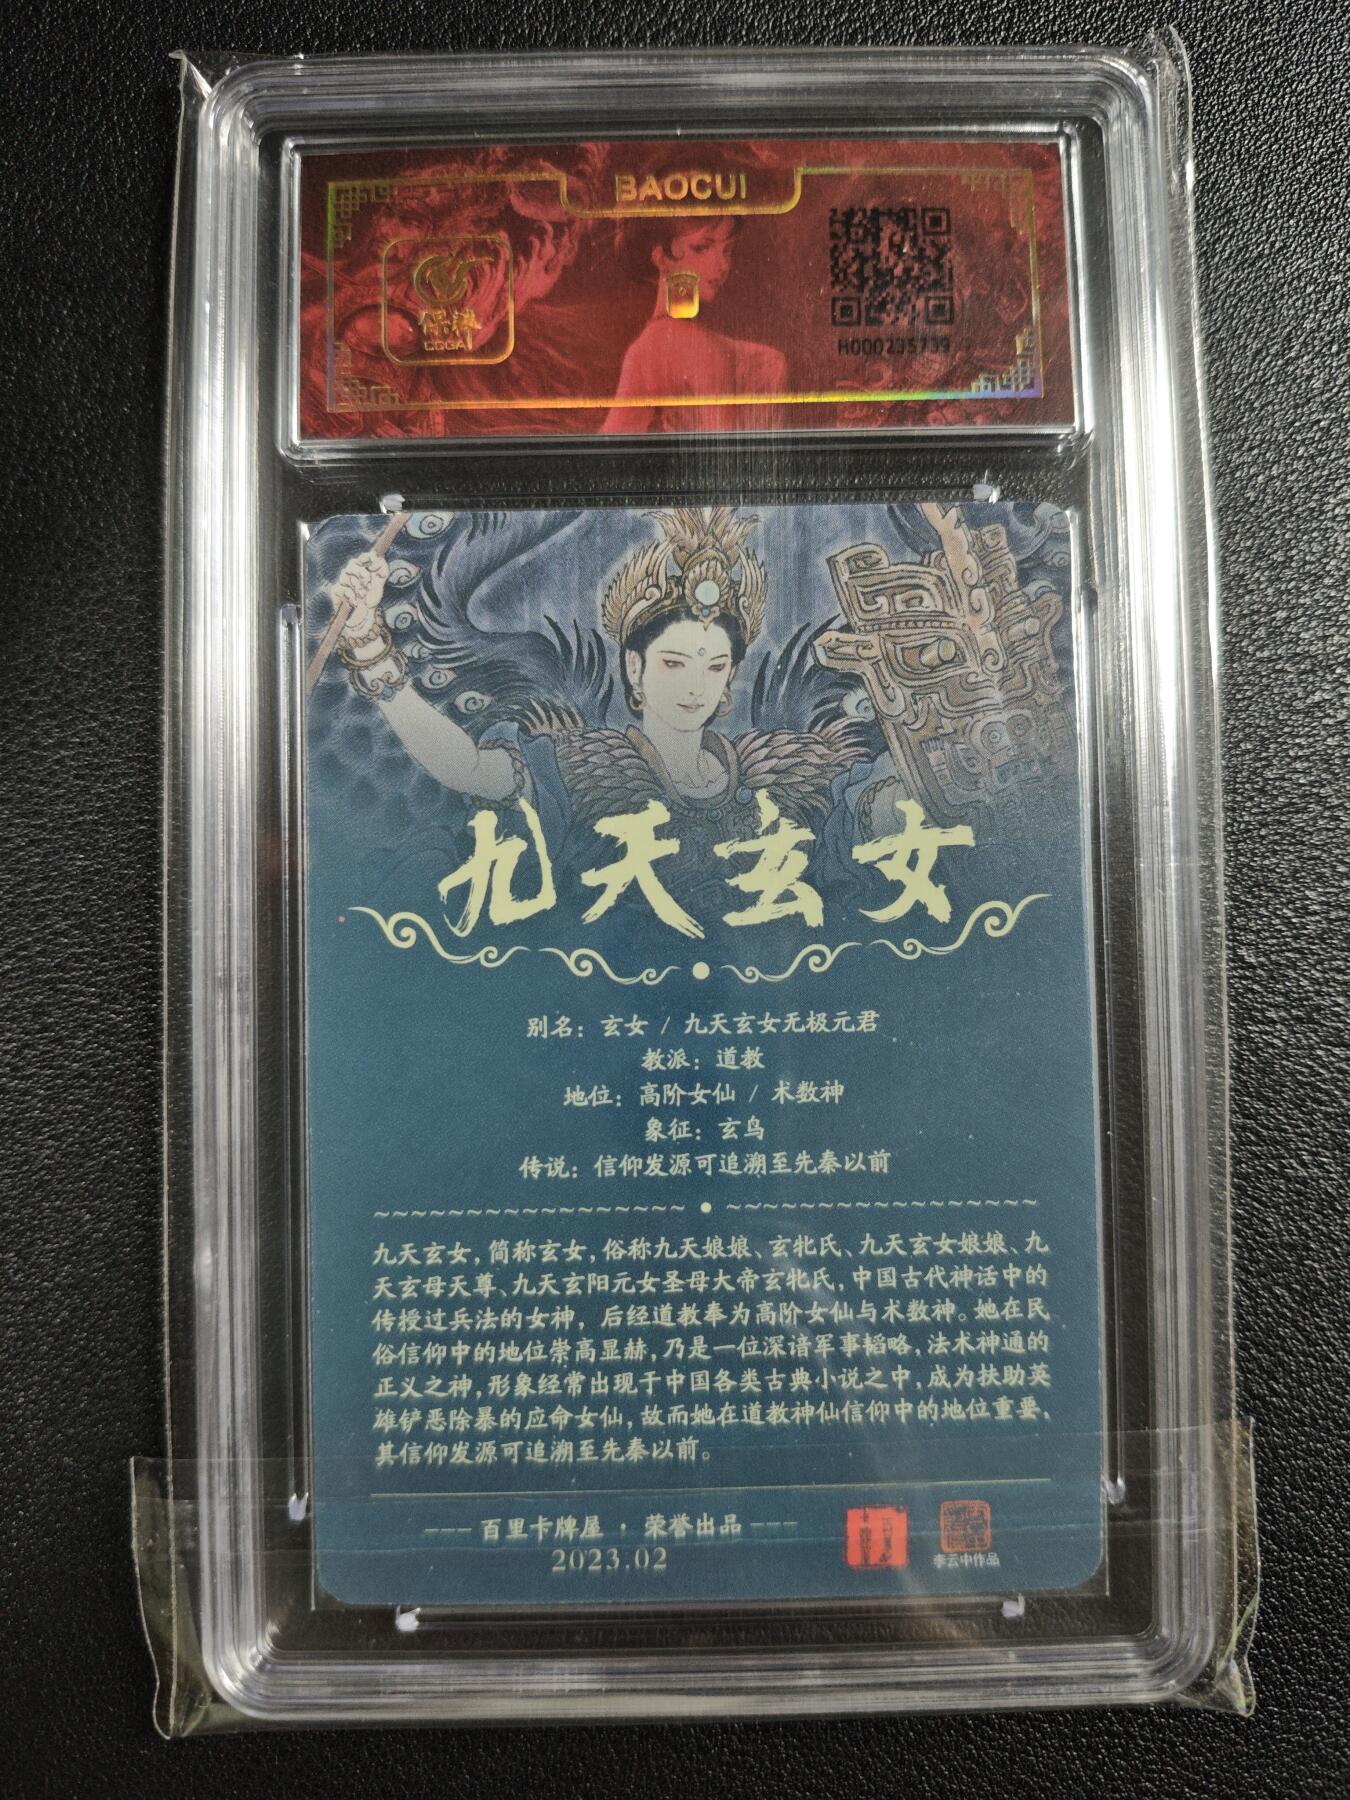 BAOCUI
保粹
CCGA
H000235739
九天玄女
别名：玄女 / 九天玄女无极元君
教派：道教
地位：高阶女仙 / 术数神
象征：玄鸟
传说：信仰发源可追溯至先秦以前
九天玄女，简称玄女，俗称九天娘娘、玄牝氏、九天玄女娘娘、九
天玄母天尊、九天玄阳元女圣母大帝玄牝氏，中国古代神话中的
传授过兵法的女神，后经道教奉为高阶女仙与术数神。她在民
俗信仰中的地位崇高显赫，乃是一位深谙军事韬略，法术神通的
正义之神，形象经常出现于中国各类古典小说之中，成为扶助英
雄铲恶除暴的应命女仙，故而她在道教神仙信仰中的地位重要，
其信仰发源可追溯至先秦以前。
--- 百里卡牌屋 · 荣誉出品 ---
2023.02
李云中作品